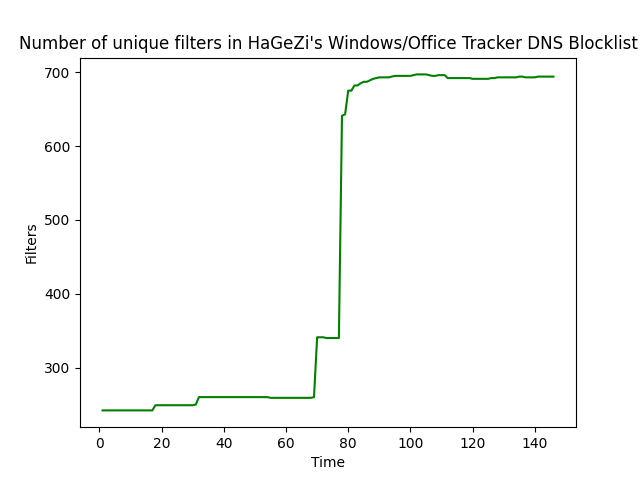 Number of unique filters in HaGeZi's Windows/Office Tracker DNS Blocklist
700
600
500
400
300
Filters
0 20 40 60 80 100 120 140
Time